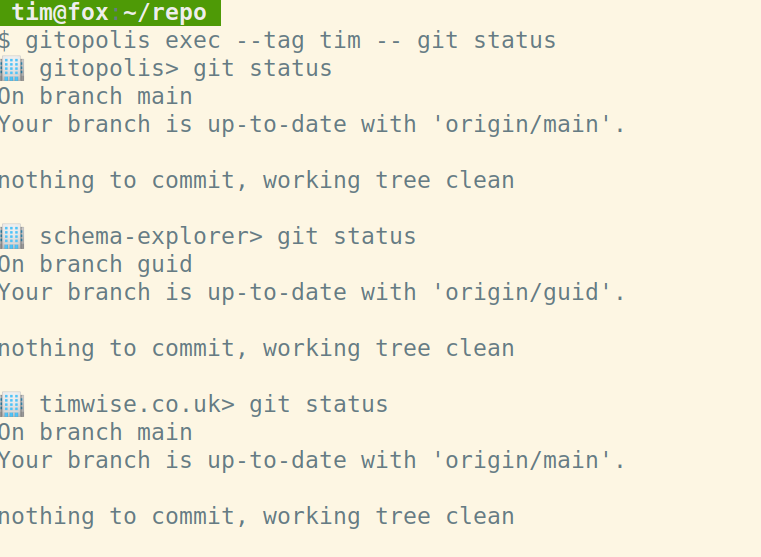 tim@fox:~/repo
$ gitopolis exec --tag tim -- git status
🏢 gitopolis> git status
On branch main
Your branch is up-to-date with 'origin/main'.
nothing to commit, working tree clean
🏢 schema-explorer> git status
On branch guid
Your branch is up-to-date with 'origin/guid'.
nothing to commit, working tree clean
🏢 timwise.co.uk> git status
On branch main
Your branch is up-to-date with 'origin/main'.
nothing to commit, working tree clean